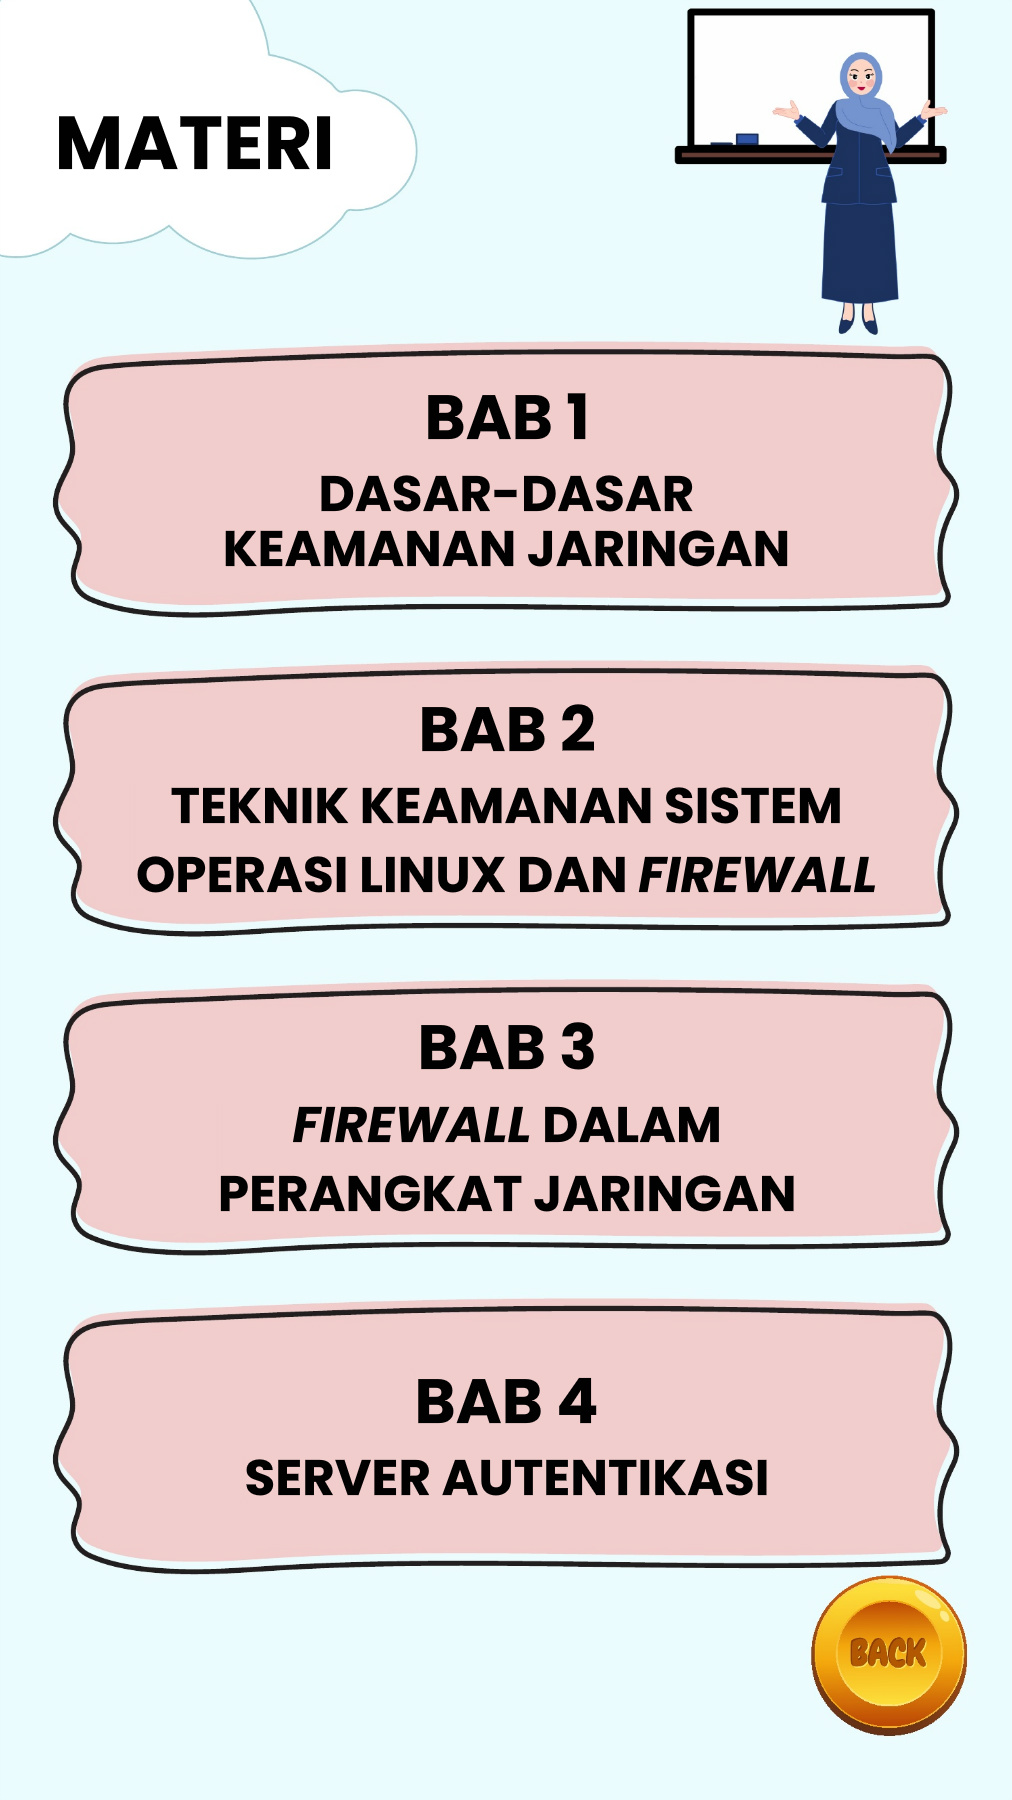 MATERI
BAB 1
DASAR-DASAR
KEAMANAN JARINGAN
BAB 2
TEKNIK KEAMANAN SISTEM
OPERASI LINUX DAN FIREWALL
BAB 3
FIREWALL DALAM
PERANGKAT JARINGAN
BAB 4
SERVER AUTENTIKASI
BACK